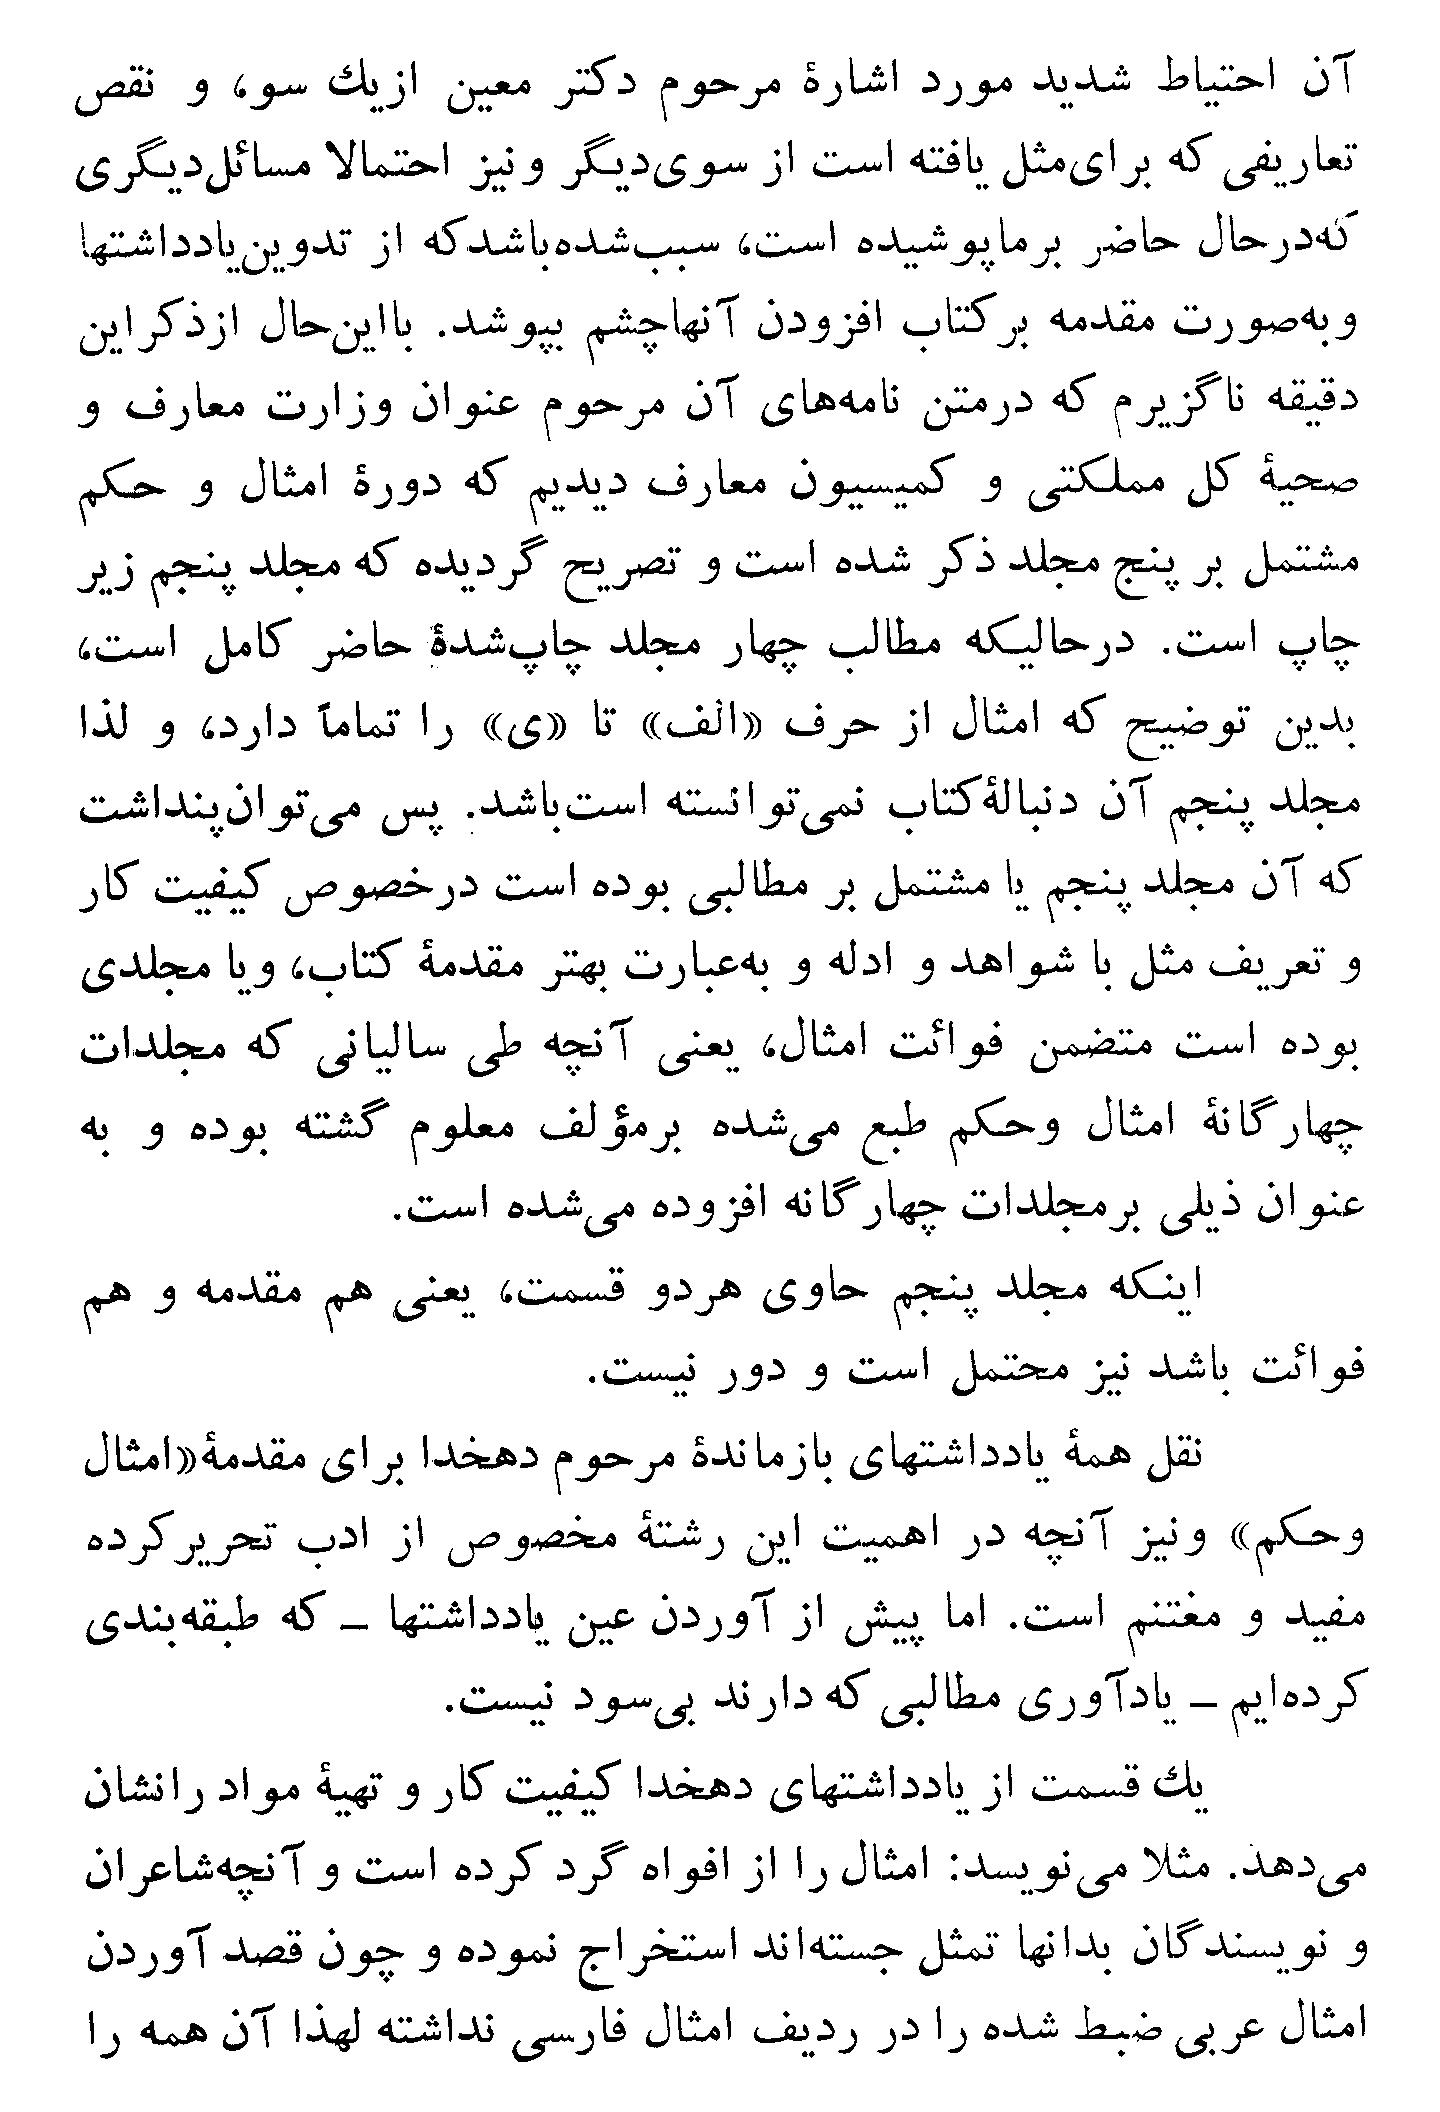 آن احتیاط شدید مورد اشارهٔ مرحوم دکتر معین ازیك سو، و نقص
تعاریفی که برای‌مثل یافته است از سوی‌دیگر ونیز احتمالا مسائل‌دیگری
که‌درحال حاضر برماپوشیده است، سبب‌شده‌باشدکه از تدوین‌یادداشتها
وبه‌صورت مقدمه برکتاب افزودن آنهاچشم بپوشد. بااین‌حال ازذکراین
دقیقه ناگزیرم که درمتن نامه‌های آن مرحوم عنوان وزارت معارف و
صحیهٔ کل مملکتی و کمیسیون معارف دیدیم که دورهٔ امثال و حکم
مشتمل بر پنج مجلد ذکر شده است و تصریح گردیده که مجلد پنجم زیر
چاپ است. درحالیکه مطالب چهار مجلد چاپ‌شدهٔ حاضر کامل است،
بدین توضیح که امثال از حرف «الف» تا «ی» را تماماً دارد، و لذا
مجلد پنجم آن دنبالهٔ‌کتاب نمی‌توانسته است‌باشد. پس می‌توان‌پنداشت
که آن مجلد پنجم یا مشتمل بر مطالبی بوده است درخصوص کیفیت کار
و تعریف مثل با شواهد و ادله و به‌عبارت بهتر مقدمهٔ کتاب، ویا مجلدی
بوده است متضمن فوائت امثال، یعنی آنچه طی سالیانی که مجلدات
چهارگانهٔ امثال وحکم طبع می‌شده برمؤلف معلوم گشته بوده و به
عنوان ذیلی برمجلدات چهارگانه افزوده می‌شده است.
اینکه مجلد پنجم حاوی هردو قسمت، یعنی هم مقدمه و هم
فوائت باشد نیز محتمل است و دور نیست.
نقل همهٔ یادداشتهای بازماندهٔ مرحوم دهخدا برای مقدمهٔ«امثال
وحکم» ونیز آنچه در اهمیت این رشتهٔ مخصوص از ادب تحریرکرده
مفید و مغتنم است. اما پیش از آوردن عین یادداشتها ـ که طبقه‌بندی
کرده‌ایم ـ یادآوری مطالبی که دارند بی‌سود نیست.
یك قسمت از یادداشتهای دهخدا کیفیت کار و تهیهٔ مواد رانشان
می‌دهد. مثلا می‌نویسد: امثال را از افواه گرد کرده است و آنچه‌شاعران
و نویسندگان بدانها تمثل جسته‌اند استخراج نموده و چون قصد آوردن
امثال عربی ضبط شده را در ردیف امثال فارسی نداشته لهذا آن همه را